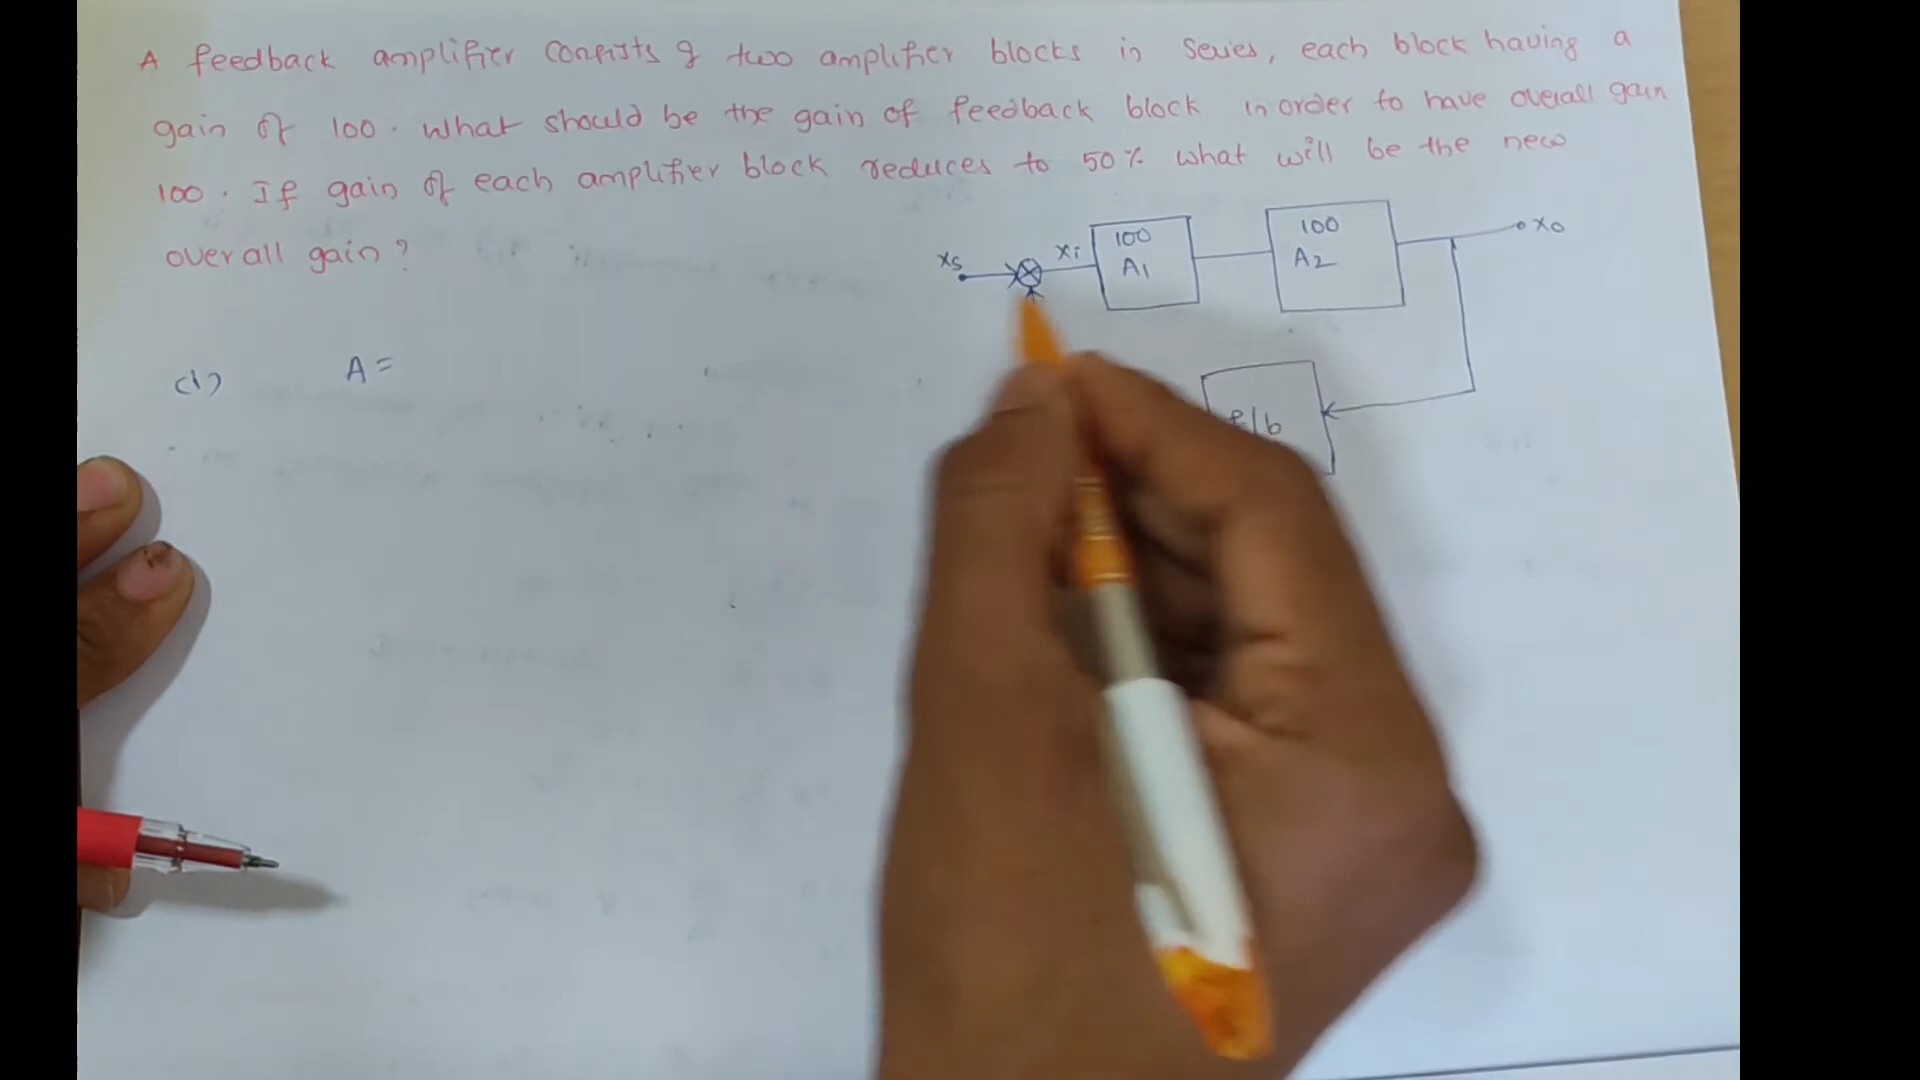 A feedback amplifier consists of two amplifier blocks in series, each block having a
gain of 100. What should be the gain of feedback block in order to have overall gain
100. If gain of each amplifier block reduces to 50% what will be the new
overall gain?
xs
xi
100
A1
100
A2
xo
(1) A =
f/b